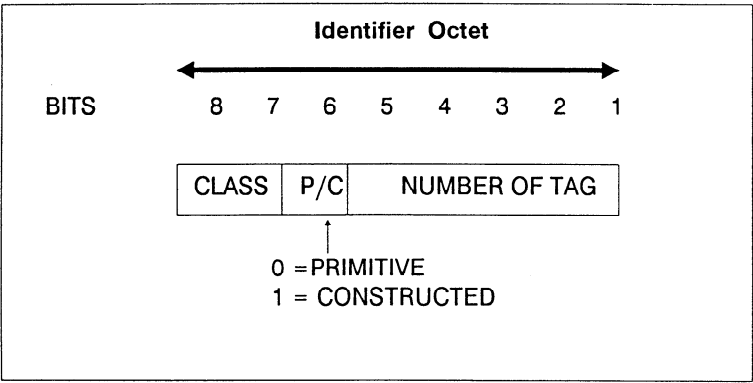 Identifier Octet
BITS 8 7 6 5 4 3 2 1
CLASS P/C NUMBER OF TAG
0 =PRIMITIVE
1 = CONSTRUCTED